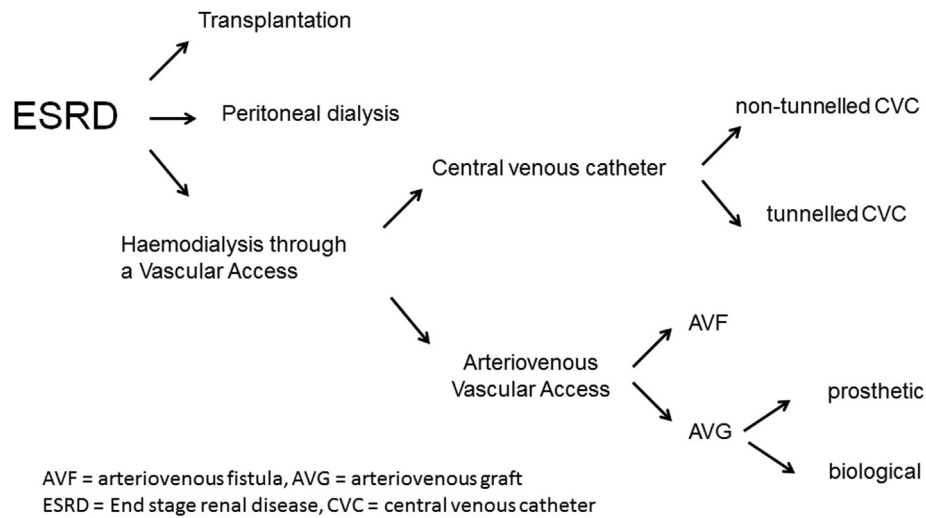 Transplantation
ESRD
Peritoneal dialysis
non-tunnelled CVC
Central venous catheter
tunnelled CVC
Haemodialysis through
a Vascular Access
AVF
Arteriovenous
Vascular Access
prosthetic
AVG
biological
AVF = arteriovenous fistula, AVG = arteriovenous graft
ESRD = End stage renal disease, CVC = central venous catheter